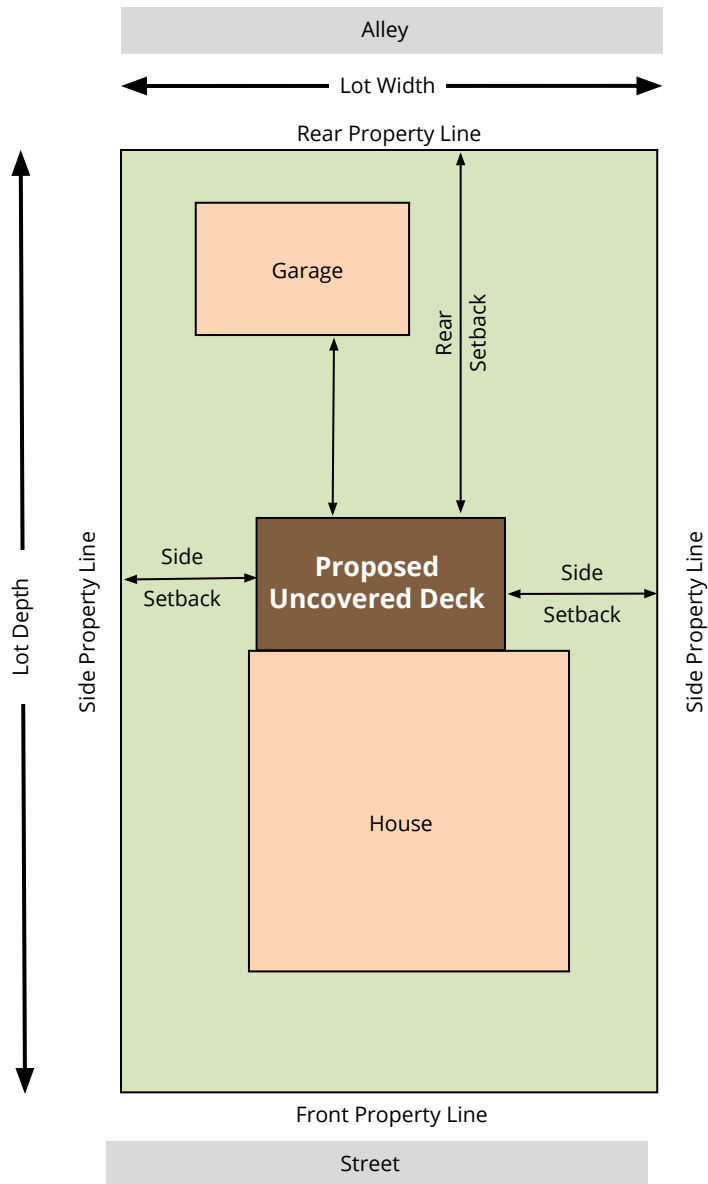 Alley
Lot Width
Rear Property Line
Garage
Rear
Setback
Proposed
Uncovered Deck
Side
Setback
Side
Setback
Side Property Line
Lot Depth
Side Property Line
House
Front Property Line
Street